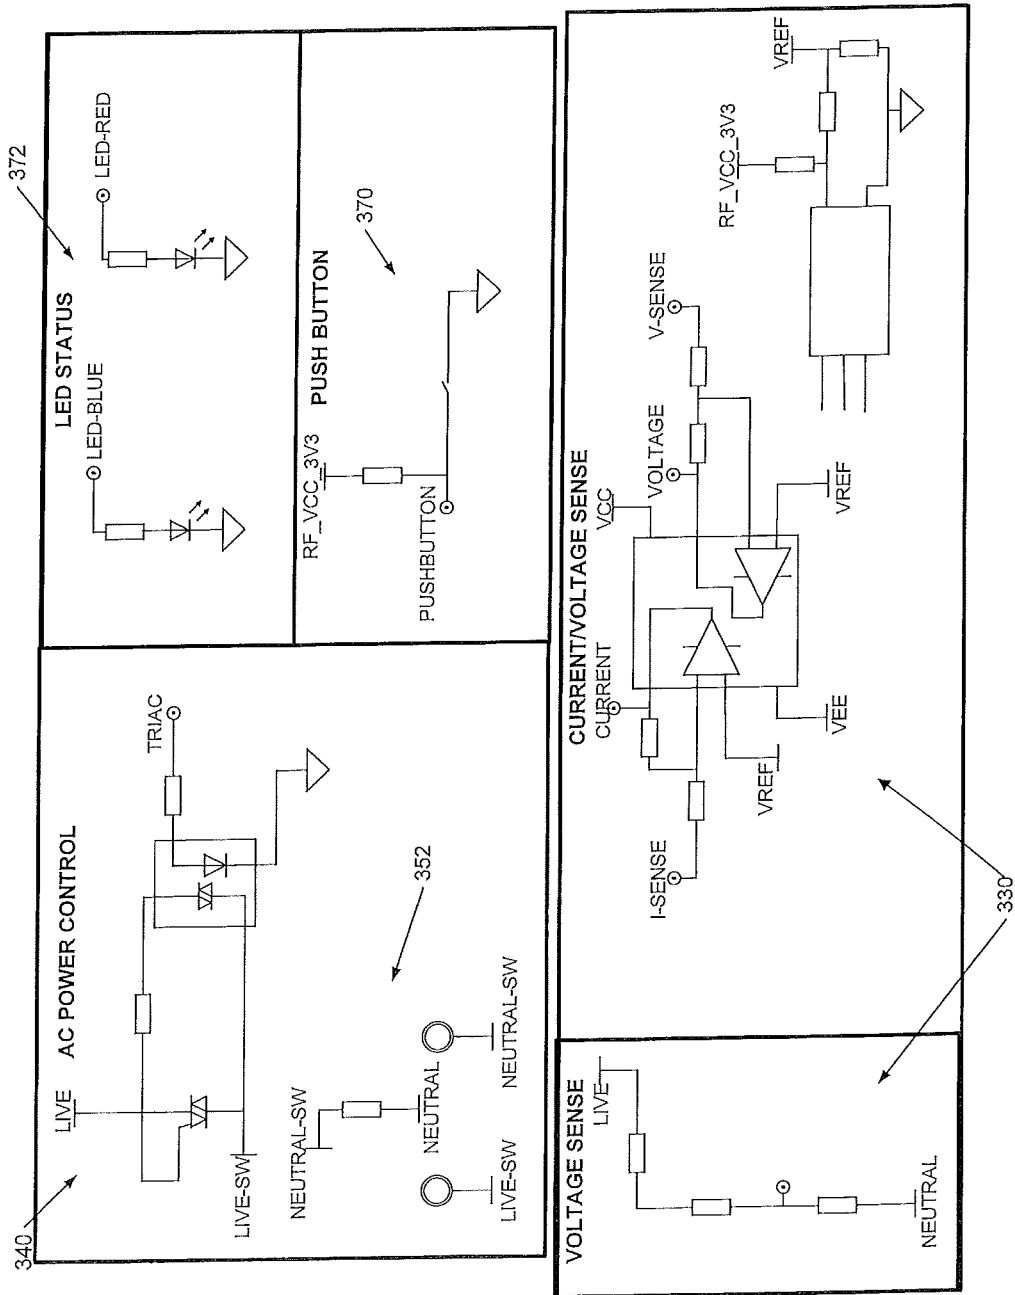 340
AC POWER CONTROL
LIVE
TRIAC
LIVE-SW
NEUTRAL-SW
NEUTRAL
352
LIVE-SW
NEUTRAL-SW
372
LED STATUS
LED-BLUE
LED-RED
PUSH BUTTON
370
RF_VCC_3V3
PUSHBUTTON
VOLTAGE SENSE
LIVE
NEUTRAL
CURRENT/VOLTAGE SENSE
CURRENT
VCC
VOLTAGE
V-SENSE
I-SENSE
VREF
VEE
VREF
RF_VCC_3V3
VREF
330